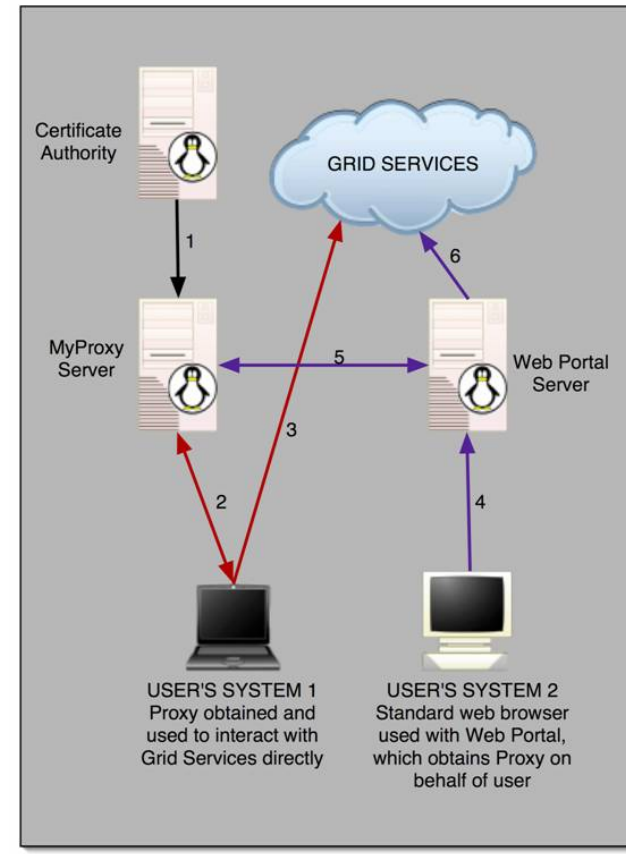 Certificate
Authority
GRID SERVICES
1
6
MyProxy
Server
5
Web Portal
Server
3
2
4
USER'S SYSTEM 1
Proxy obtained and
used to interact with
Grid Services directly
USER'S SYSTEM 2
Standard web browser
used with Web Portal,
which obtains Proxy on
behalf of user